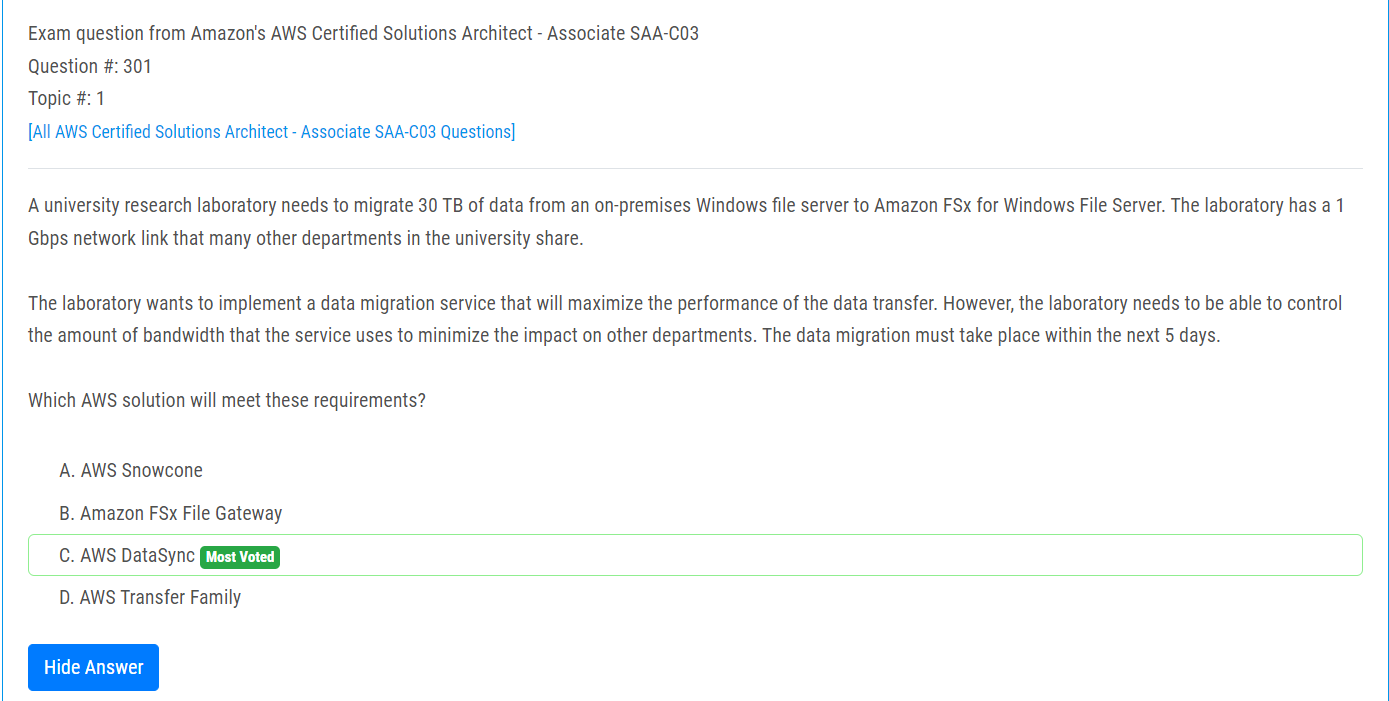 Exam question from Amazon's AWS Certified Solutions Architect - Associate SAA-C03
Question #: 301
Topic #: 1
[All AWS Certified Solutions Architect - Associate SAA-C03 Questions]
A university research laboratory needs to migrate 30 TB of data from an on-premises Windows file server to Amazon FSx for Windows File Server. The laboratory has a 1
Gbps network link that many other departments in the university share.
The laboratory wants to implement a data migration service that will maximize the performance of the data transfer. However, the laboratory needs to be able to control
the amount of bandwidth that the service uses to minimize the impact on other departments. The data migration must take place within the next 5 days.
Which AWS solution will meet these requirements?
A. AWS Snowcone
B. Amazon FSx File Gateway
C. AWS DataSync Most Voted
D. AWS Transfer Family
Hide Answer